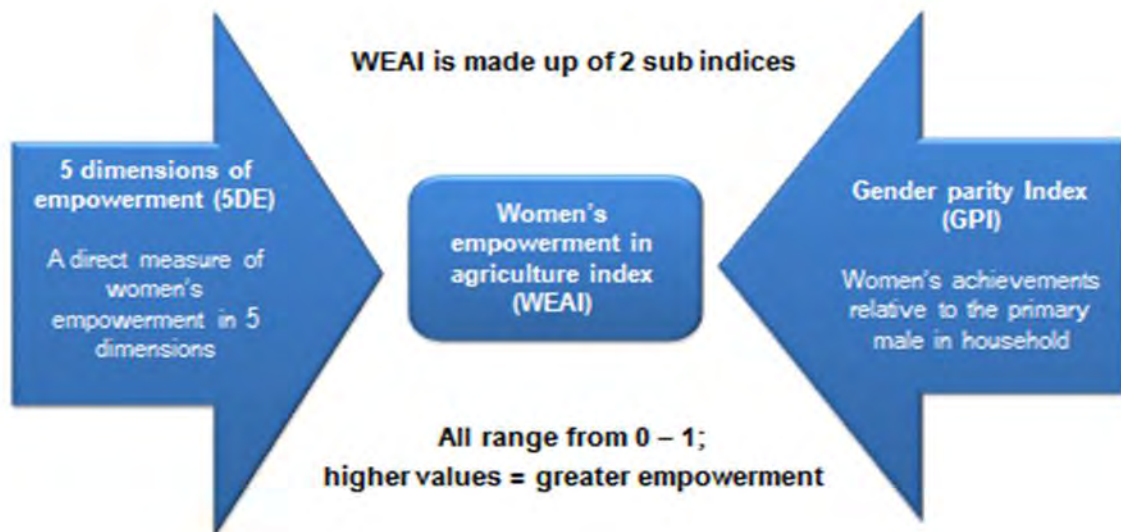 WEAI is made up of 2 sub indices
5 dimensions of
empowerment (5DE)
A direct measure of
women's
empowerment in 5
dimensions
Women's
empowerment in
agriculture index
(WEAI)
Gender parity Index
(GPI)
Women's achievements
relative to the primary
male in household
All range from 0 – 1;
higher values = greater empowerment